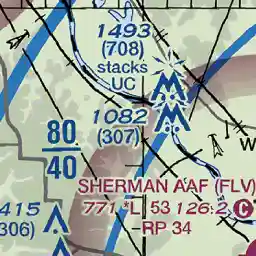 1493
(708)
stacks
UC
1082
(307)
80
40
W
SHERMAN AAF (FLV)
771 *L 53 126.2 C
RP 34
415
306)